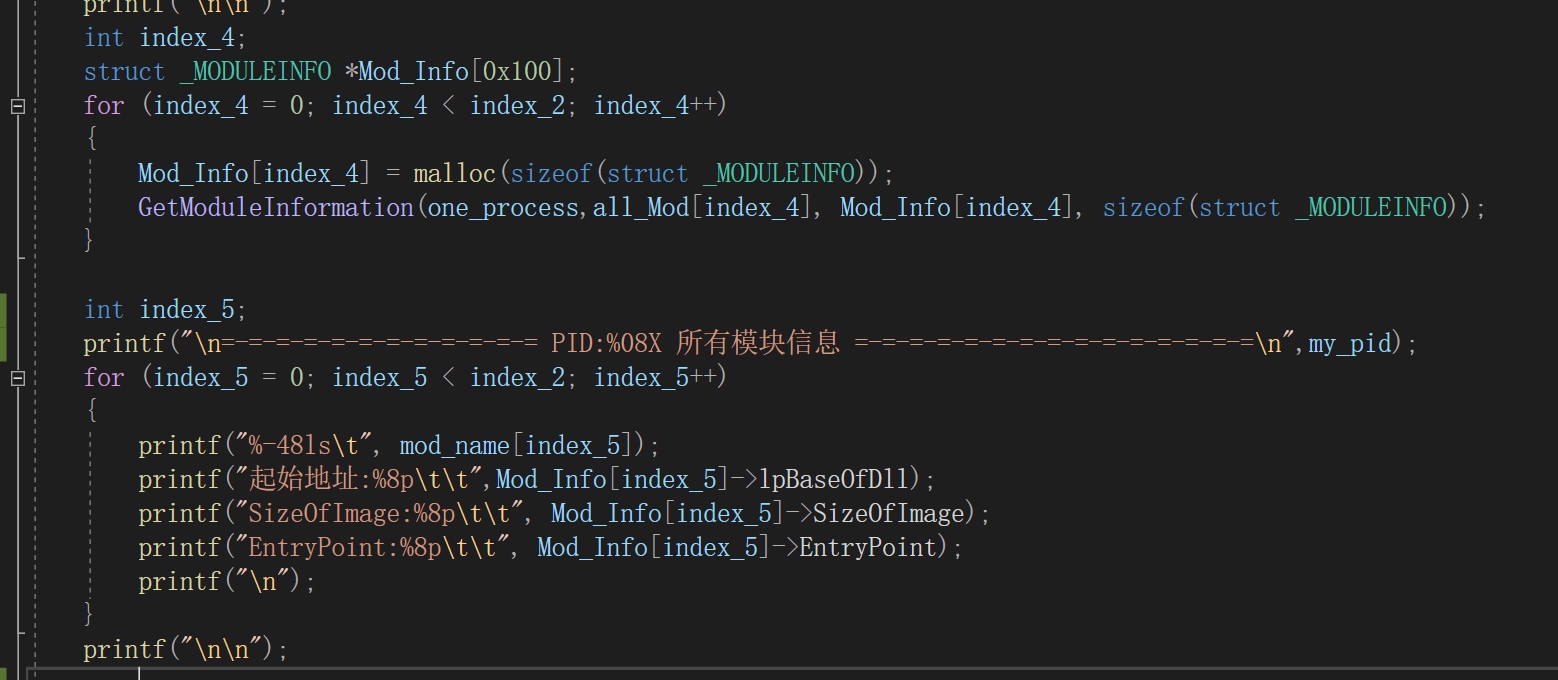 printf("\n\n");
int index_4;
struct _MODULEINFO *Mod_Info[0x100];
for (index_4 = 0; index_4 < index_2; index_4++)
{
Mod_Info[index_4] = malloc(sizeof(struct _MODULEINFO));
GetModuleInformation(one_process,all_Mod[index_4], Mod_Info[index_4], sizeof(struct _MODULEINFO));
}
int index_5;
printf("\n=-=-=-=-=-=-=-=-=-=-=-= PID:%08X 所有模块信息 =-=-=-=-=-=-=-=-=-=-=-=-=-=-=\n",my_pid);
for (index_5 = 0; index_5 < index_2; index_5++)
{
printf("%-48ls\t", mod_name[index_5]);
printf("起始地址:%8p\t\t",Mod_Info[index_5]->lpBaseOfDll);
printf("SizeOfImage:%8p\t\t", Mod_Info[index_5]->SizeOfImage);
printf("EntryPoint:%8p\t\t", Mod_Info[index_5]->EntryPoint);
printf("\n");
}
printf("\n\n");